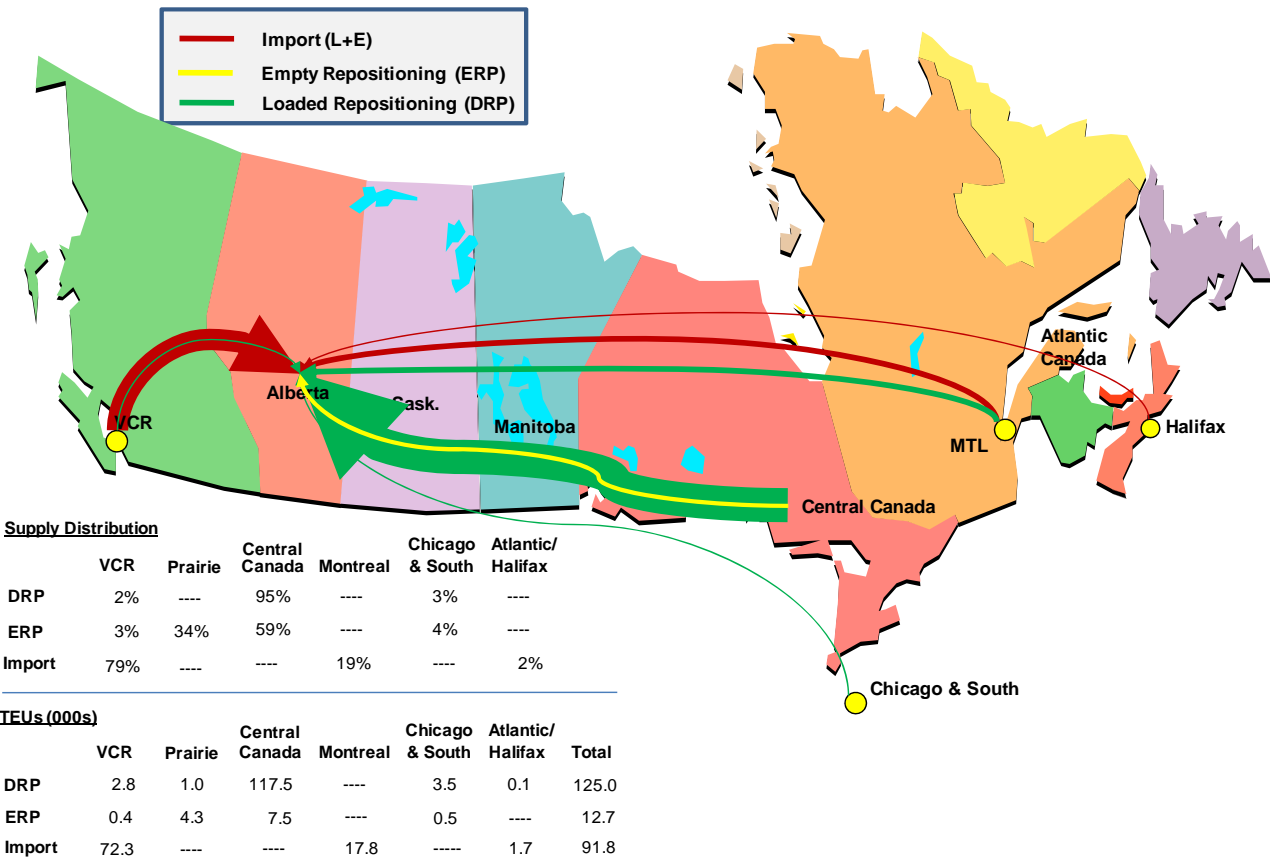 Import (L+E)
Empty Repositioning (ERP)
Loaded Repositioning (DRP)
Atlantic
Canada
Alberta
Sask.
VCR
Manitoba
MTL
Halifax
Central Canada
Chicago & South
Supply Distribution
VCR Prairie Central Canada Montreal Chicago & South Atlantic/ Halifax
DRP 2% ---- 95% ---- 3% ----
ERP 3% 34% 59% ---- 4% ----
Import 79% ---- ---- 19% ---- 2%
TEUs (000s)
VCR Prairie Central Canada Montreal Chicago & South Atlantic/ Halifax Total
DRP 2.8 1.0 117.5 ---- 3.5 0.1 125.0
ERP 0.4 4.3 7.5 ---- 0.5 ---- 12.7
Import 72.3 ---- ---- 17.8 ----- 1.7 91.8